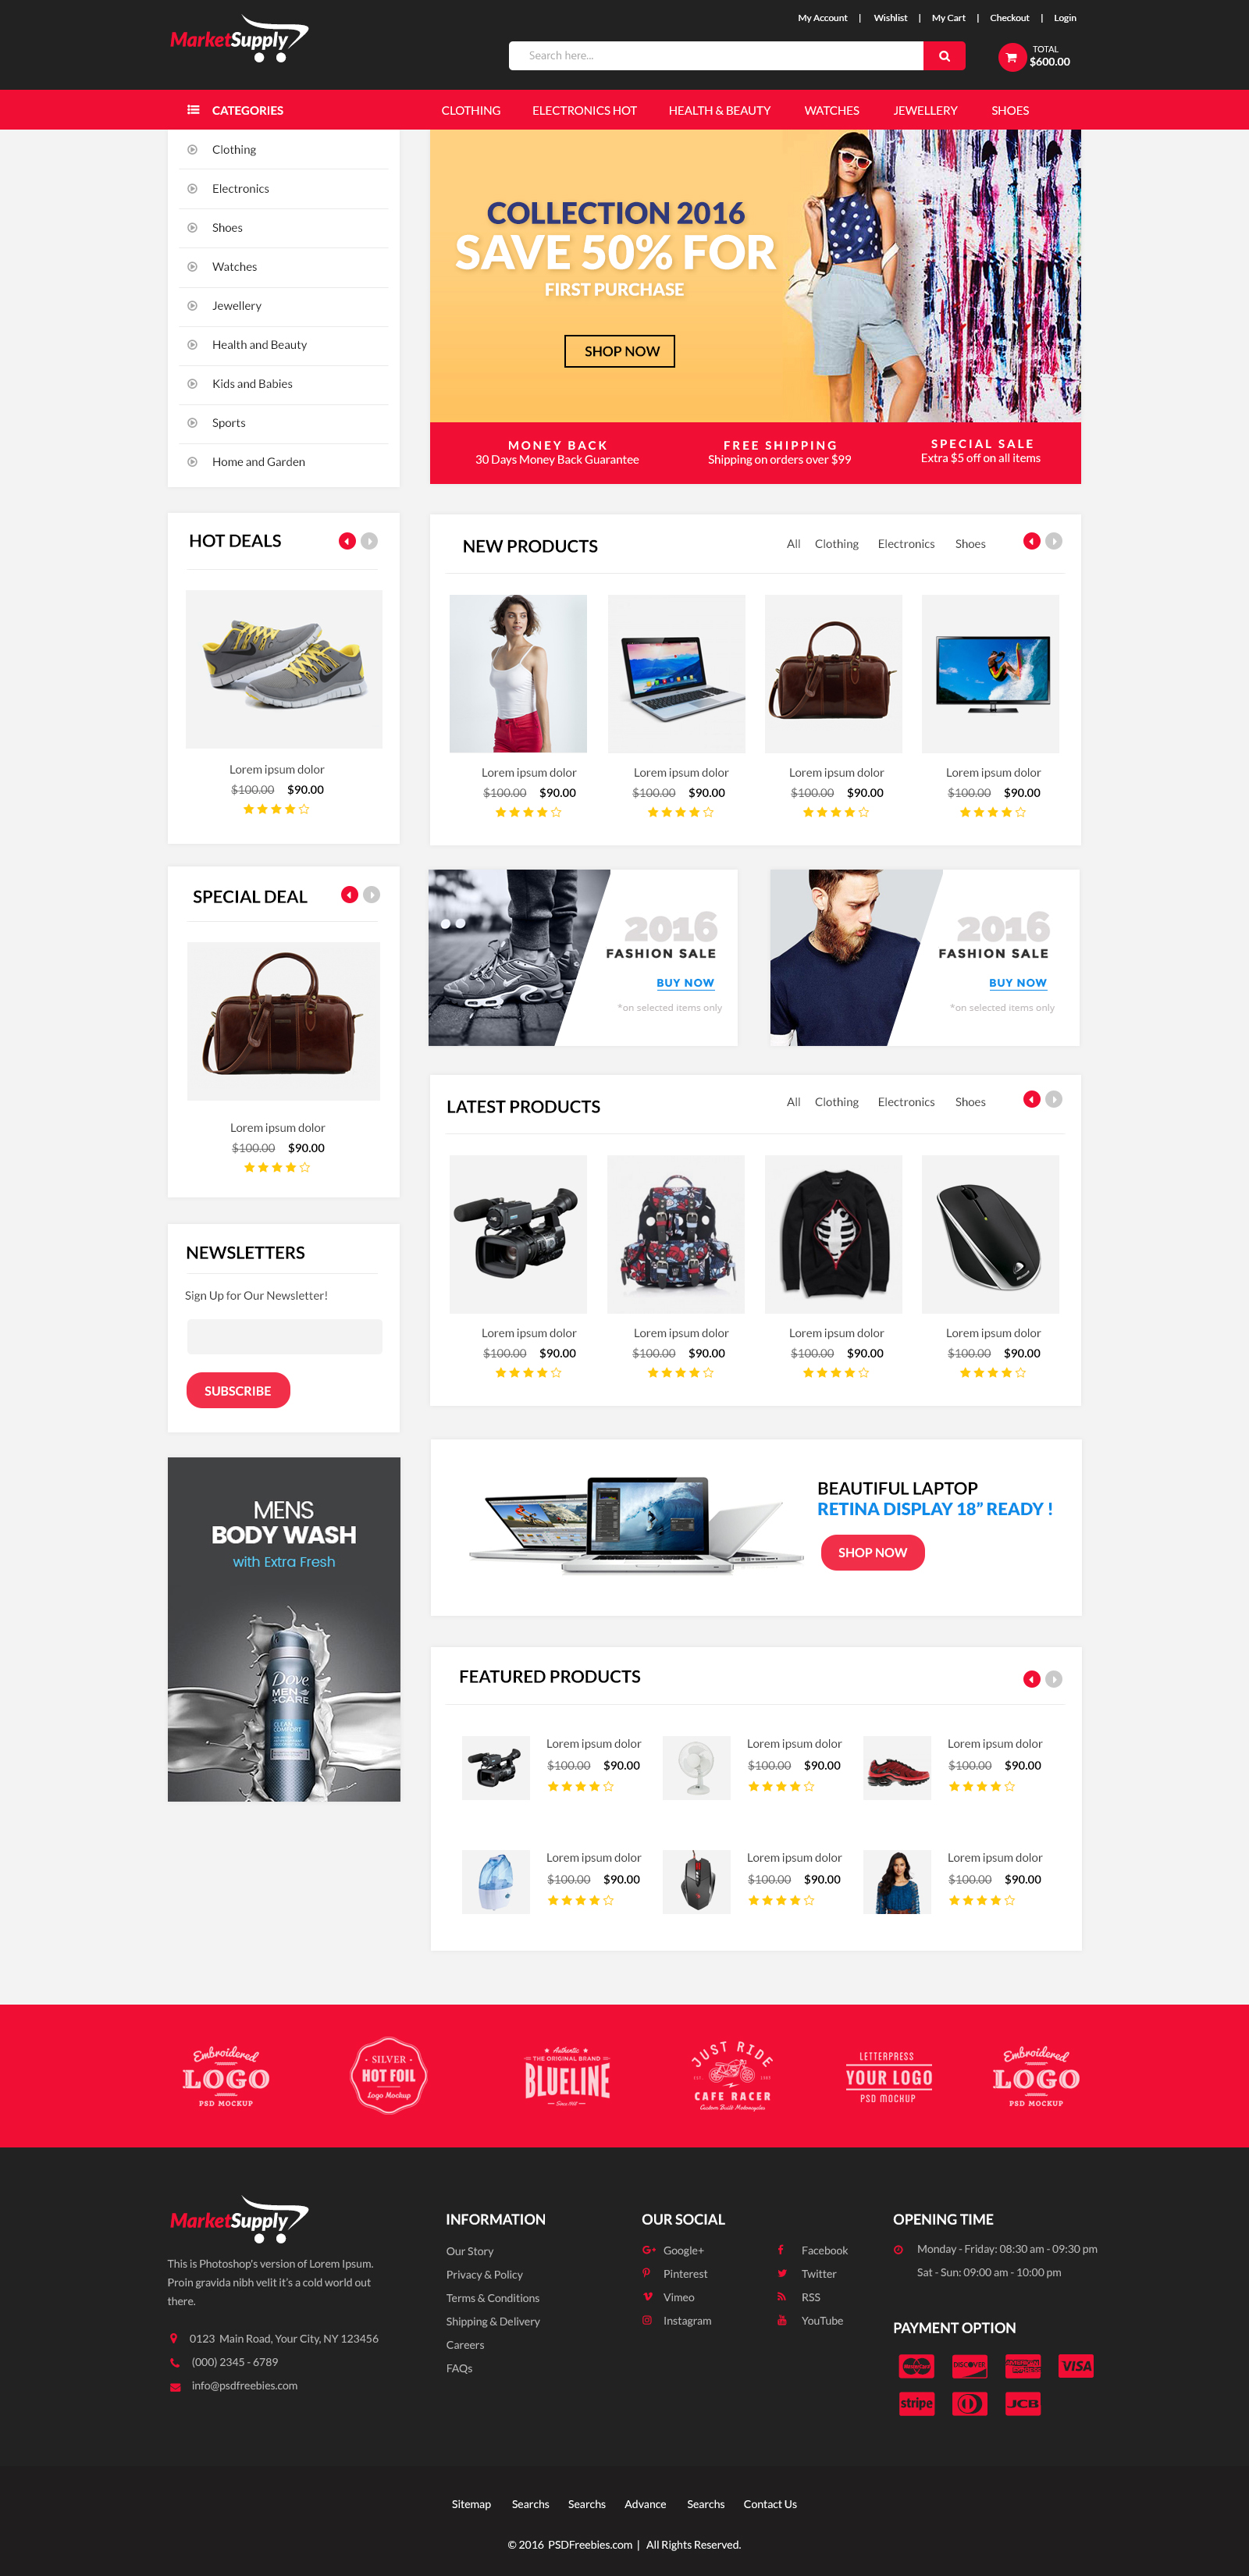 MarketSupply
My Account | Wishlist | My Cart | Checkout | Login
Search here...
TOTAL
$600.00
CATEGORIES
CLOTHING ELECTRONICS HOT HEALTH & BEAUTY WATCHES JEWELLERY SHOES
Clothing
Electronics
Shoes
Watches
Jewellery
Health and Beauty
Kids and Babies
Sports
Home and Garden
COLLECTION 2016
SAVE 50% FOR
FIRST PURCHASE
SHOP NOW
MONEY BACK
30 Days Money Back Guarantee
FREE SHIPPING
Shipping on orders over $99
SPECIAL SALE
Extra $5 off on all items
HOT DEALS
Lorem ipsum dolor
$100.00 $90.00
SPECIAL DEAL
Lorem ipsum dolor
$100.00 $90.00
NEWSLETTERS
Sign Up for Our Newsletter!
SUBSCRIBE
MENS
BODY WASH
with Extra Fresh
Dove
MEN
+CARE
CLEAN
COMFORT
NEW PRODUCTS
All Clothing Electronics Shoes
Lorem ipsum dolor Lorem ipsum dolor Lorem ipsum dolor Lorem ipsum dolor
$100.00 $90.00 $100.00 $90.00 $100.00 $90.00 $100.00 $90.00
2016
FASHION SALE
BUY NOW
*on selected items only
2016
FASHION SALE
BUY NOW
*on selected items only
LATEST PRODUCTS
All Clothing Electronics Shoes
Lorem ipsum dolor Lorem ipsum dolor Lorem ipsum dolor Lorem ipsum dolor
$100.00 $90.00 $100.00 $90.00 $100.00 $90.00 $100.00 $90.00
BEAUTIFUL LAPTOP
RETINA DISPLAY 18” READY !
SHOP NOW
FEATURED PRODUCTS
Lorem ipsum dolor Lorem ipsum dolor Lorem ipsum dolor
$100.00 $90.00 $100.00 $90.00 $100.00 $90.00
Lorem ipsum dolor Lorem ipsum dolor Lorem ipsum dolor
$100.00 $90.00 $100.00 $90.00 $100.00 $90.00
Embroidered
LOGO
PSD MOCKUP
SILVER
HOT FOIL
Logo Mockup
Authentic
THE ORIGINAL BRAND
BLUELINE
JUST RIDE
CAFE RACER
Custom Built Motorcycles
LETTERPRESS
YOUR LOGO
PSD MOCKUP
Embroidered
LOGO
PSD MOCKUP
MarketSupply
This is Photoshop's version of Lorem Ipsum.
Proin gravida nibh velit it’s a cold world out
there.
0123 Main Road, Your City, NY 123456
(000) 2345 - 6789
info@psdfreebies.com
INFORMATION
Our Story
Privacy & Policy
Terms & Conditions
Shipping & Delivery
Careers
FAQs
OUR SOCIAL
Google+
Pinterest
Vimeo
Instagram
Facebook
Twitter
RSS
YouTube
OPENING TIME
Monday - Friday: 08:30 am - 09:30 pm
Sat - Sun: 09:00 am - 10:00 pm
PAYMENT OPTION
MasterCard DISCOVER AMERICAN EXPRESS VISA
stripe JCB
Sitemap Searchs Searchs Advance Searchs Contact Us
© 2016 PSDFreebies.com | All Rights Reserved.